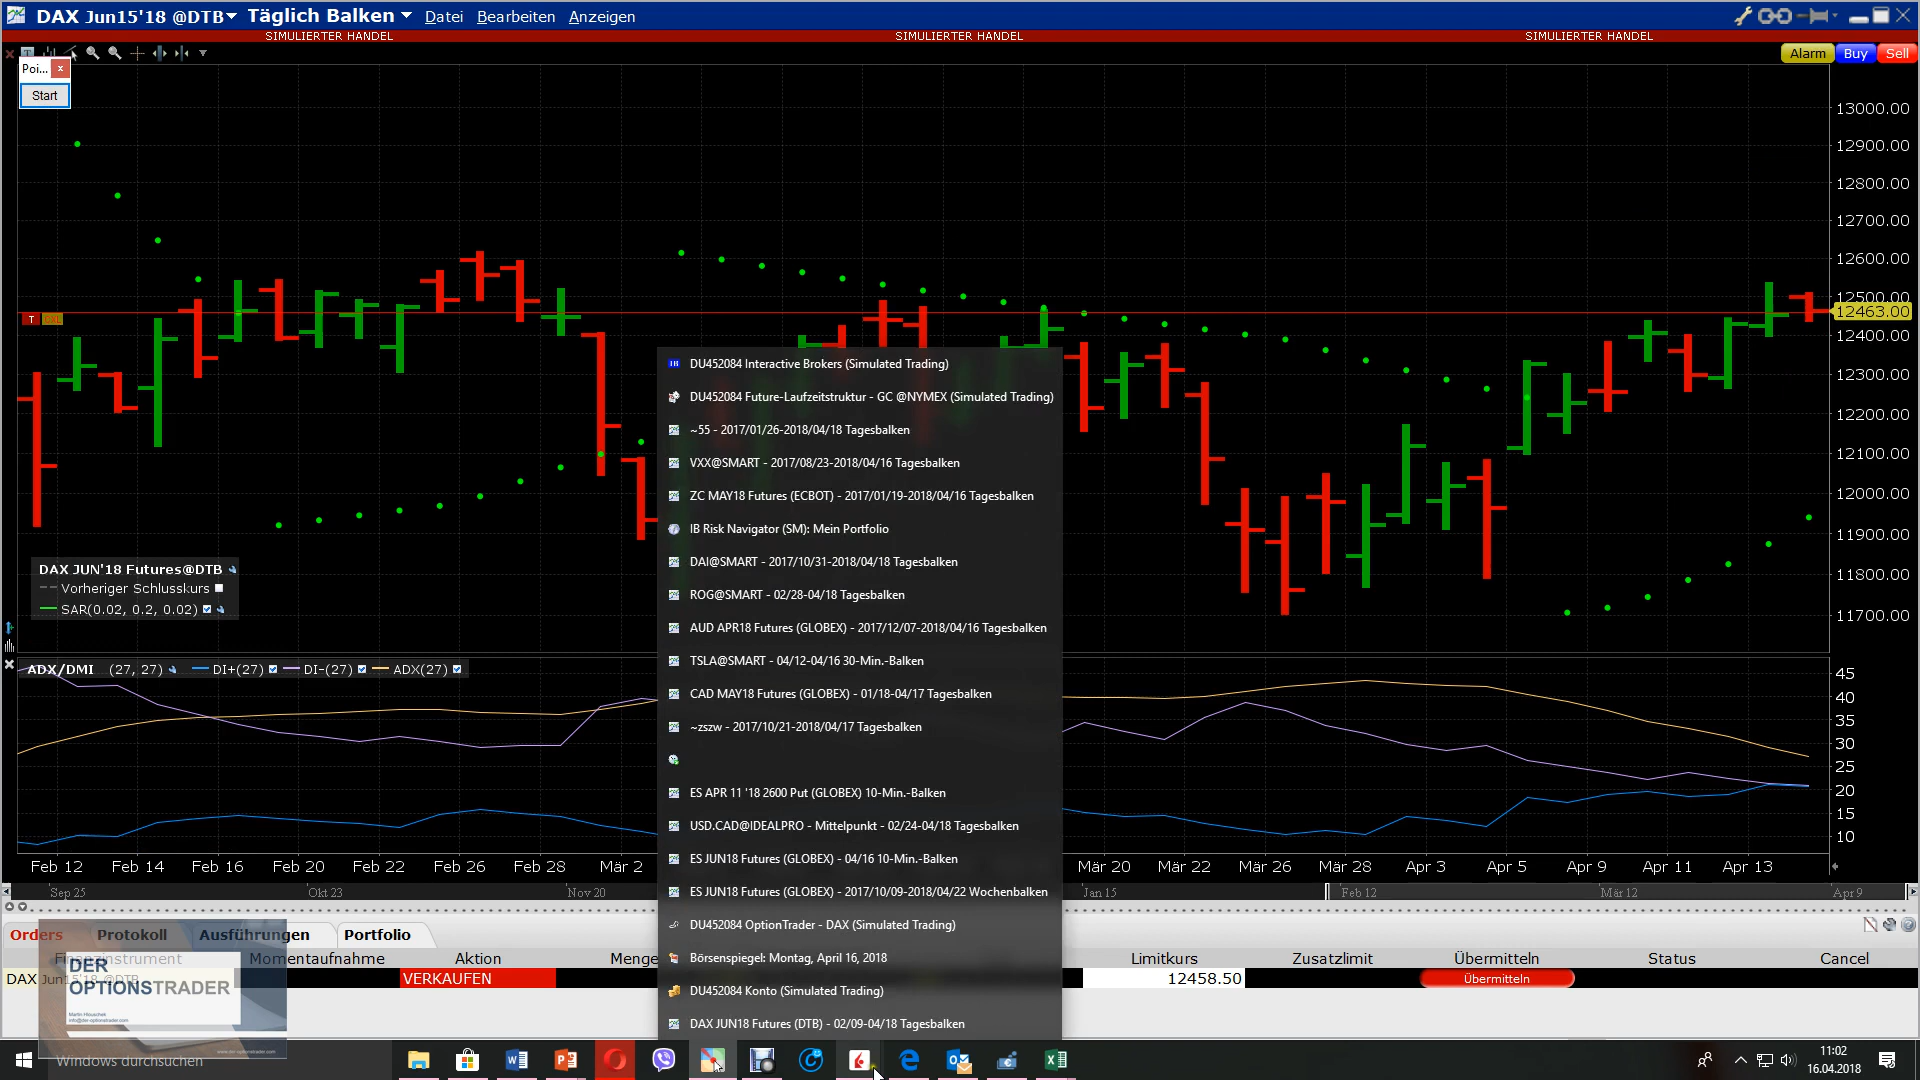 DAX Jun15'18 @DTB Täglich Balken Datei Bearbeiten Anzeigen
SIMULIERTER HANDEL SIMULIERTER HANDEL SIMULIERTER HANDEL
Alarm Buy Sell
Poi... x
Start
13000.00
12900.00
12800.00
12700.00
12600.00
12500.00
12463.00
12400.00
12300.00
12200.00
12100.00
12000.00
11900.00
11800.00
11700.00
T
DAX JUN'18 Futures@DTB
Vorheriger Schlusskurs
SAR(0.02, 0.2, 0.02)
ADX/DMI (27, 27) DI+(27) DI-(27) ADX(27)
45
40
35
30
25
20
15
10
DU452084 Interactive Brokers (Simulated Trading)
DU452084 Future-Laufzeitstruktur - GC @NYMEX (Simulated Trading)
~55 - 2017/01/26-2018/04/18 Tagesbalken
VXX@SMART - 2017/08/23-2018/04/16 Tagesbalken
ZC MAY18 Futures (ECBOT) - 2017/01/19-2018/04/16 Tagesbalken
IB Risk Navigator (SM): Mein Portfolio
DAI@SMART - 2017/10/31-2018/04/18 Tagesbalken
ROG@SMART - 02/28-04/18 Tagesbalken
AUD APR18 Futures (GLOBEX) - 2017/12/07-2018/04/16 Tagesbalken
TSLA@SMART - 04/12-04/16 30-Min.-Balken
CAD MAY18 Futures (GLOBEX) - 01/18-04/17 Tagesbalken
~zszw - 2017/10/21-2018/04/17 Tagesbalken
ES APR 11 '18 2600 Put (GLOBEX) 10-Min.-Balken
USD.CAD@IDEALPRO - Mittelpunkt - 02/24-04/18 Tagesbalken
ES JUN18 Futures (GLOBEX) - 04/16 10-Min.-Balken
ES JUN18 Futures (GLOBEX) - 2017/10/09-2018/04/22 Wochenbalken
DU452084 OptionTrader - DAX (Simulated Trading)
Börsenspiegel: Montag, April 16, 2018
DU452084 Konto (Simulated Trading)
DAX JUN18 Futures (DTB) - 02/09-04/18 Tagesbalken
Feb 12 Feb 14 Feb 16 Feb 20 Feb 22 Feb 26 Feb 28 Mär 2 Mär 20 Mär 22 Mär 26 Mär 28 Apr 3 Apr 5 Apr 9 Apr 11 Apr 13
Sep 25 Okt 23 Nov 20 Jan 15 Feb 12 Mär 12 Apr 9
Orders Protokoll Ausführungen Portfolio
Finanzinstrument Momentaufnahme Aktion Menge Limitkurs Zusatzlimit Übermitteln Status Cancel
DAX Jun15'18 @DTB VERKAUFEN 12458.50 Übermitteln
DER
OPTIONSTRADER
Martin Hlouschek
info@der-optionstrader.com
Windows durchsuchen
11:02
16.04.2018